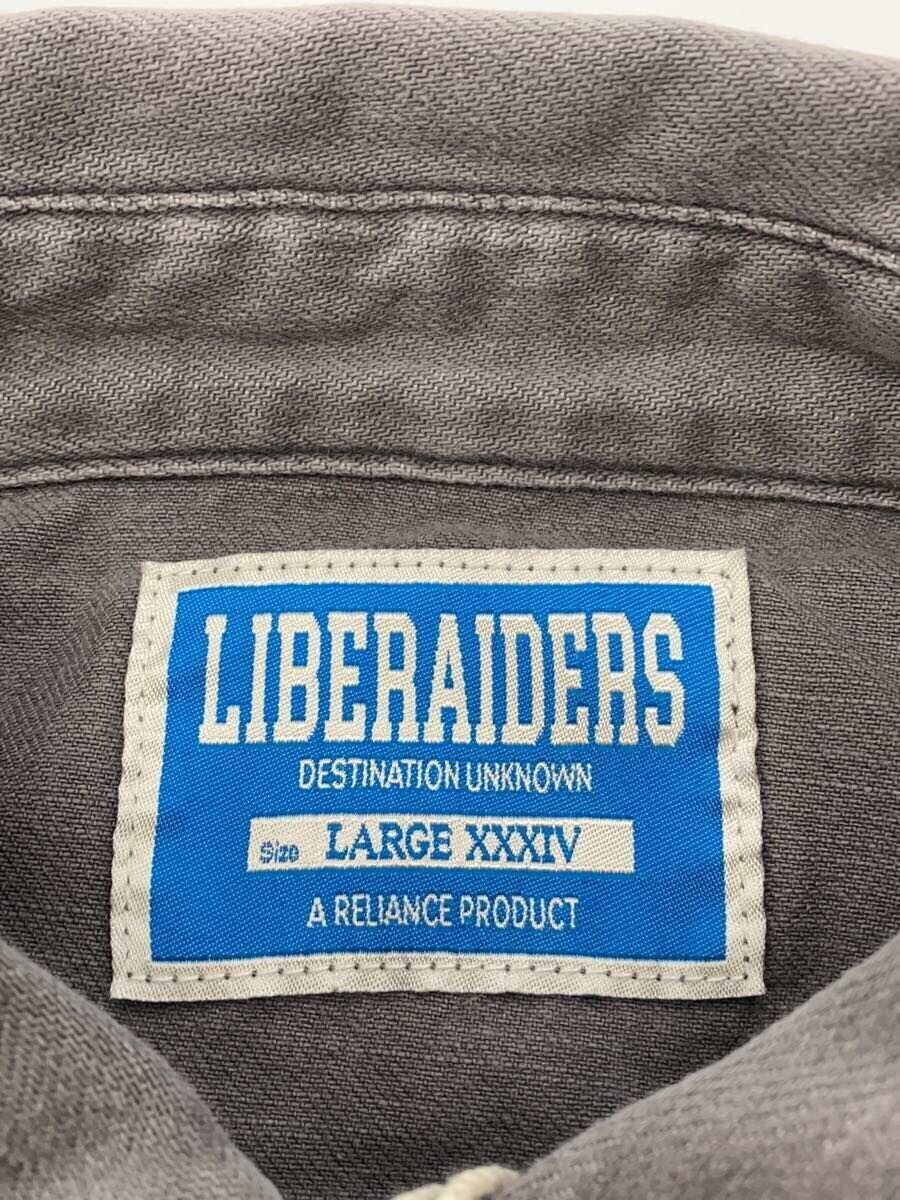 LIBERAIDERS
DESTINATION UNKNOWN
Size LARGE XXXIV
A RELIANCE PRODUCT